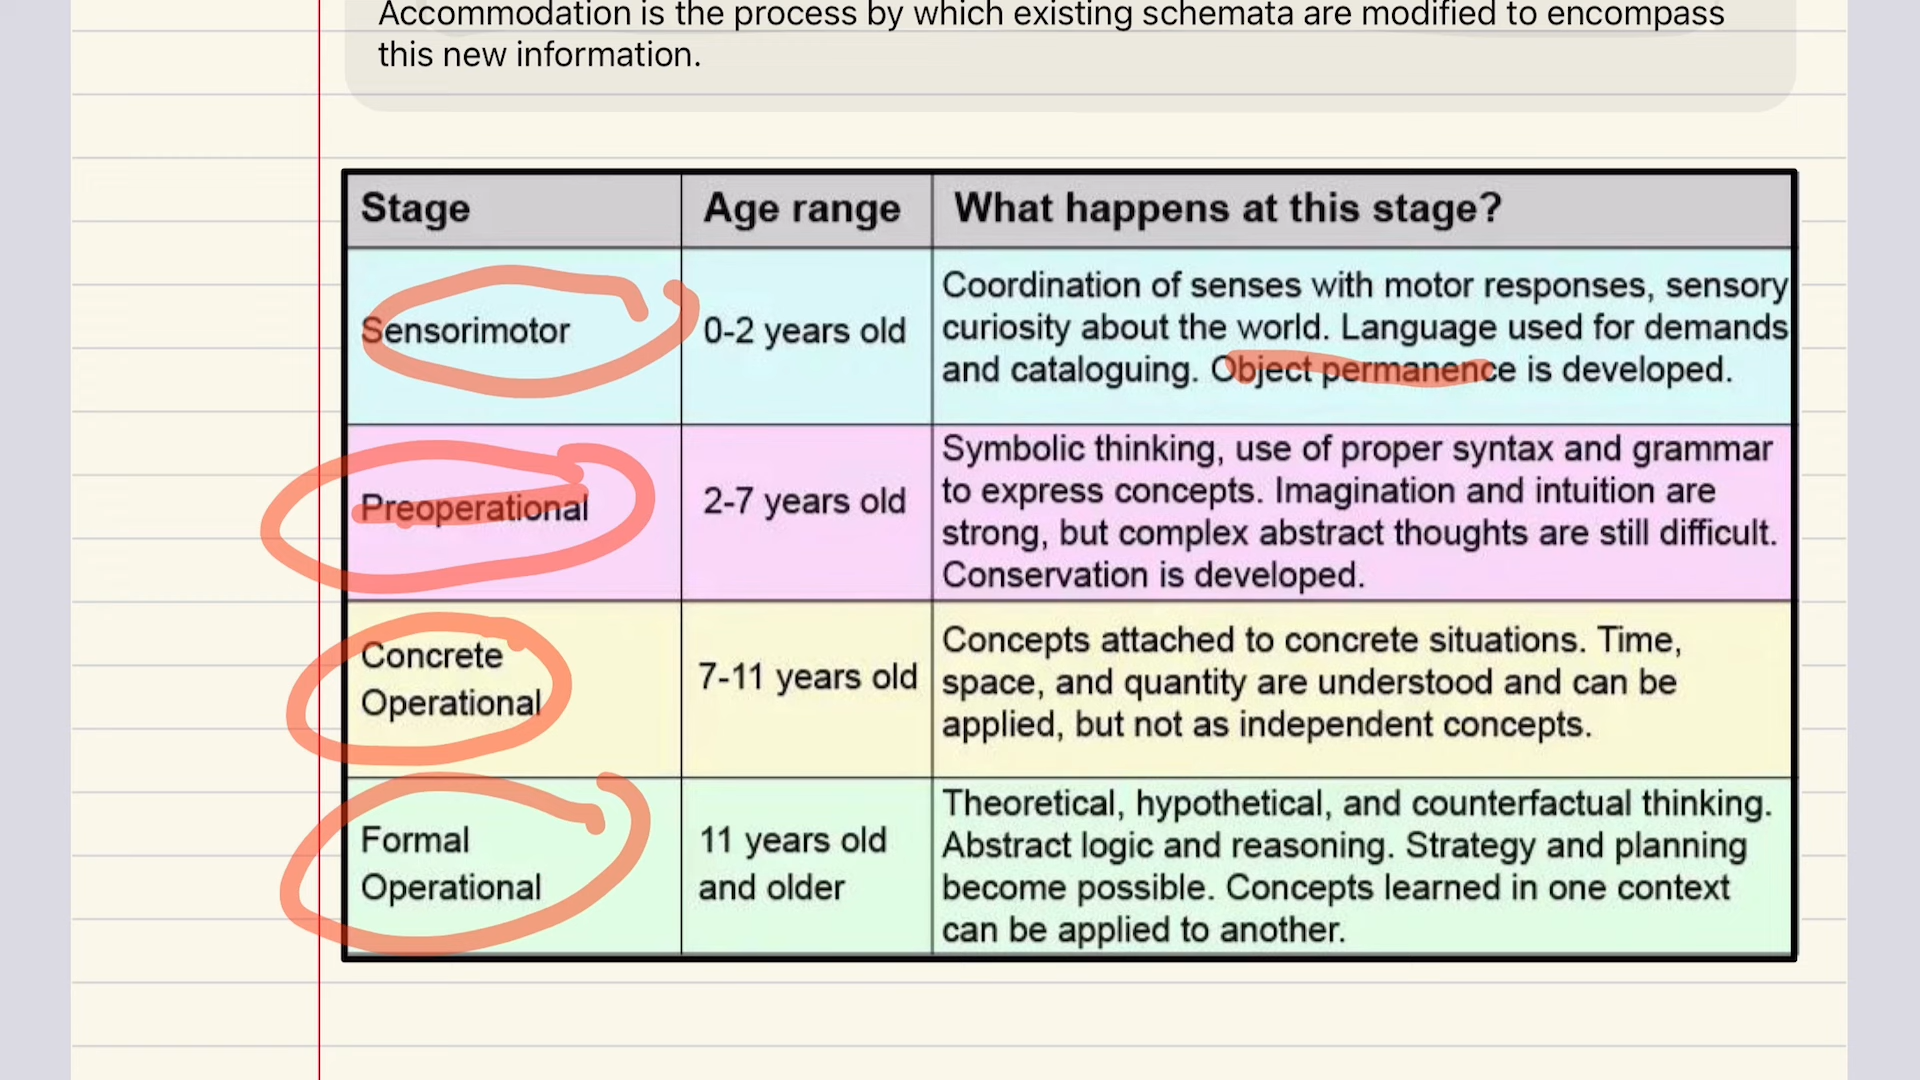 Accommodation is the process by which existing schemata are modified to encompass
this new information.
Stage
Age range
What happens at this stage?
Sensorimotor
0-2 years old
Coordination of senses with motor responses, sensory
curiosity about the world. Language used for demands
and cataloguing. Object permanence is developed.
Preoperational
2-7 years old
Symbolic thinking, use of proper syntax and grammar
to express concepts. Imagination and intuition are
strong, but complex abstract thoughts are still difficult.
Conservation is developed.
Concrete
Operational
7-11 years old
Concepts attached to concrete situations. Time,
space, and quantity are understood and can be
applied, but not as independent concepts.
Formal
Operational
11 years old
and older
Theoretical, hypothetical, and counterfactual thinking.
Abstract logic and reasoning. Strategy and planning
become possible. Concepts learned in one context
can be applied to another.